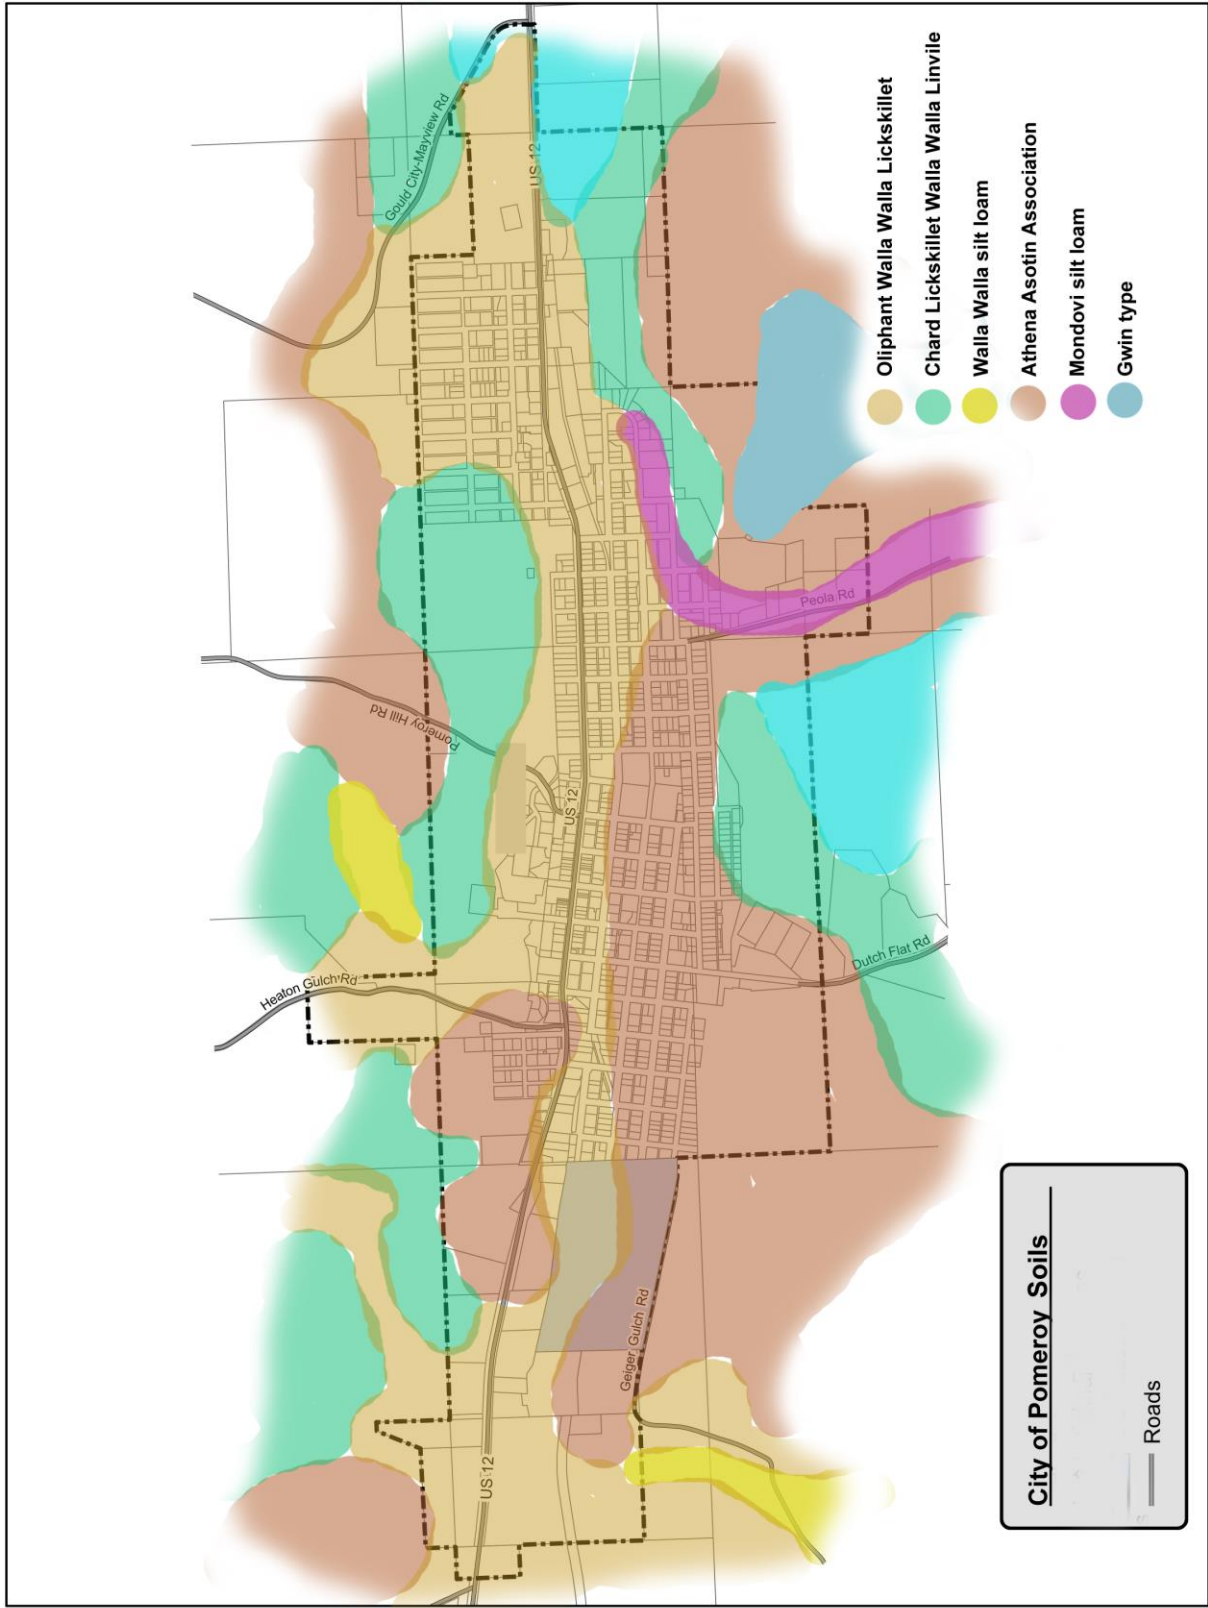 Gould City-Mayview Rd
US 12
Pomeroy Hill Rd
US 12
Heaton Gulch Rd
Peola Rd
Dutch Flat Rd
Geiger Gulch Rd
US 12
Oliphant Walla Walla Lickskillet
Chard Lickskillet Walla Walla Linvile
Walla Walla silt loam
Athena Asotin Association
Mondovi silt loam
Gwin type
City of Pomeroy Soils
Roads